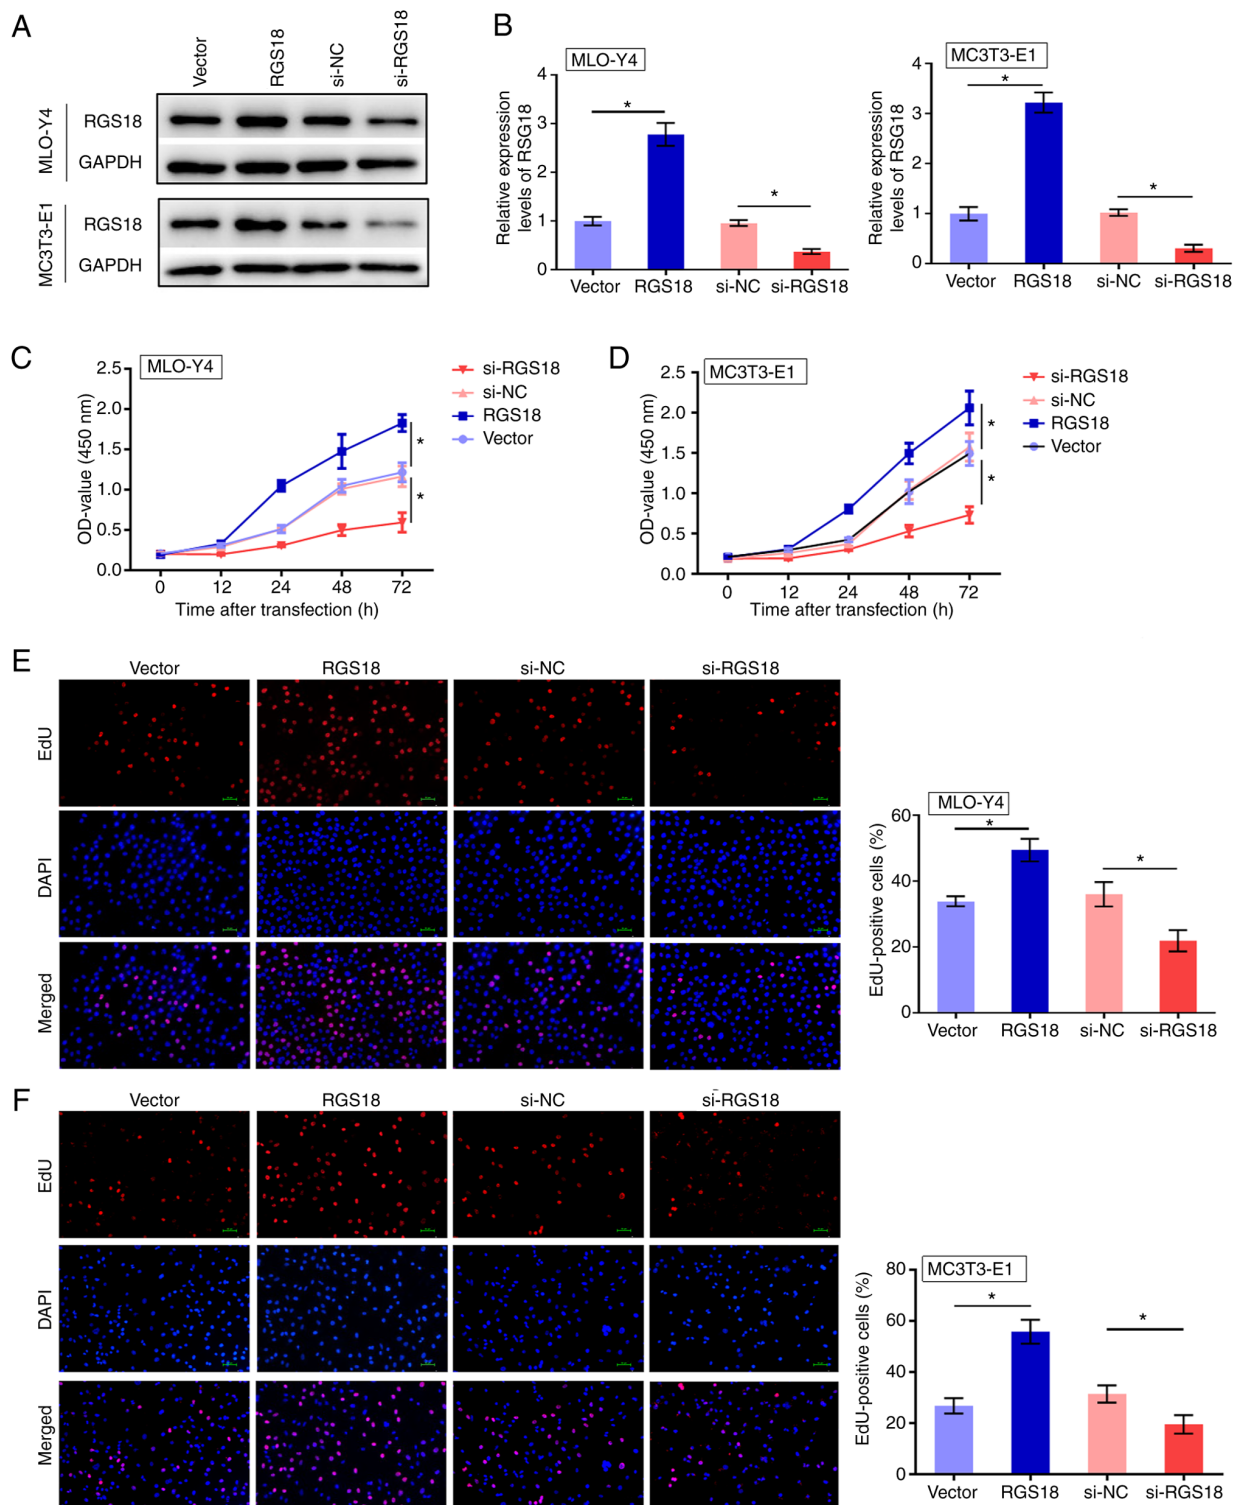 A
Vector
RGS18
si-NC
si-RGS18
MLO-Y4
RGS18
GAPDH
MC3T3-E1
RGS18
GAPDH
B
MLO-Y4
Relative expression
levels of RSG18
4
3
2
1
0
*
*
Vector
RGS18
si-NC
si-RGS18
MC3T3-E1
Relative expression
levels of RSG18
4
3
2
1
0
*
*
Vector
RGS18
si-NC
si-RGS18
C
MLO-Y4
OD-value (450 nm)
2.5
2.0
1.5
1.0
0.5
0.0
0
12
24
48
72
Time after transfection (h)
*
*
si-RGS18
si-NC
RGS18
Vector
D
MC3T3-E1
OD-value (450 nm)
2.5
2.0
1.5
1.0
0.5
0.0
0
12
24
48
72
Time after transfection (h)
*
*
si-RGS18
si-NC
RGS18
Vector
E
Vector
RGS18
si-NC
si-RGS18
EdU
DAPI
Merged
MLO-Y4
EdU-positive cells (%)
60
40
20
0
*
*
Vector
RGS18
si-NC
si-RGS18
F
Vector
RGS18
si-NC
si-RGS18
EdU
DAPI
Merged
MC3T3-E1
EdU-positive cells (%)
80
60
40
20
0
*
*
Vector
RGS18
si-NC
si-RGS18